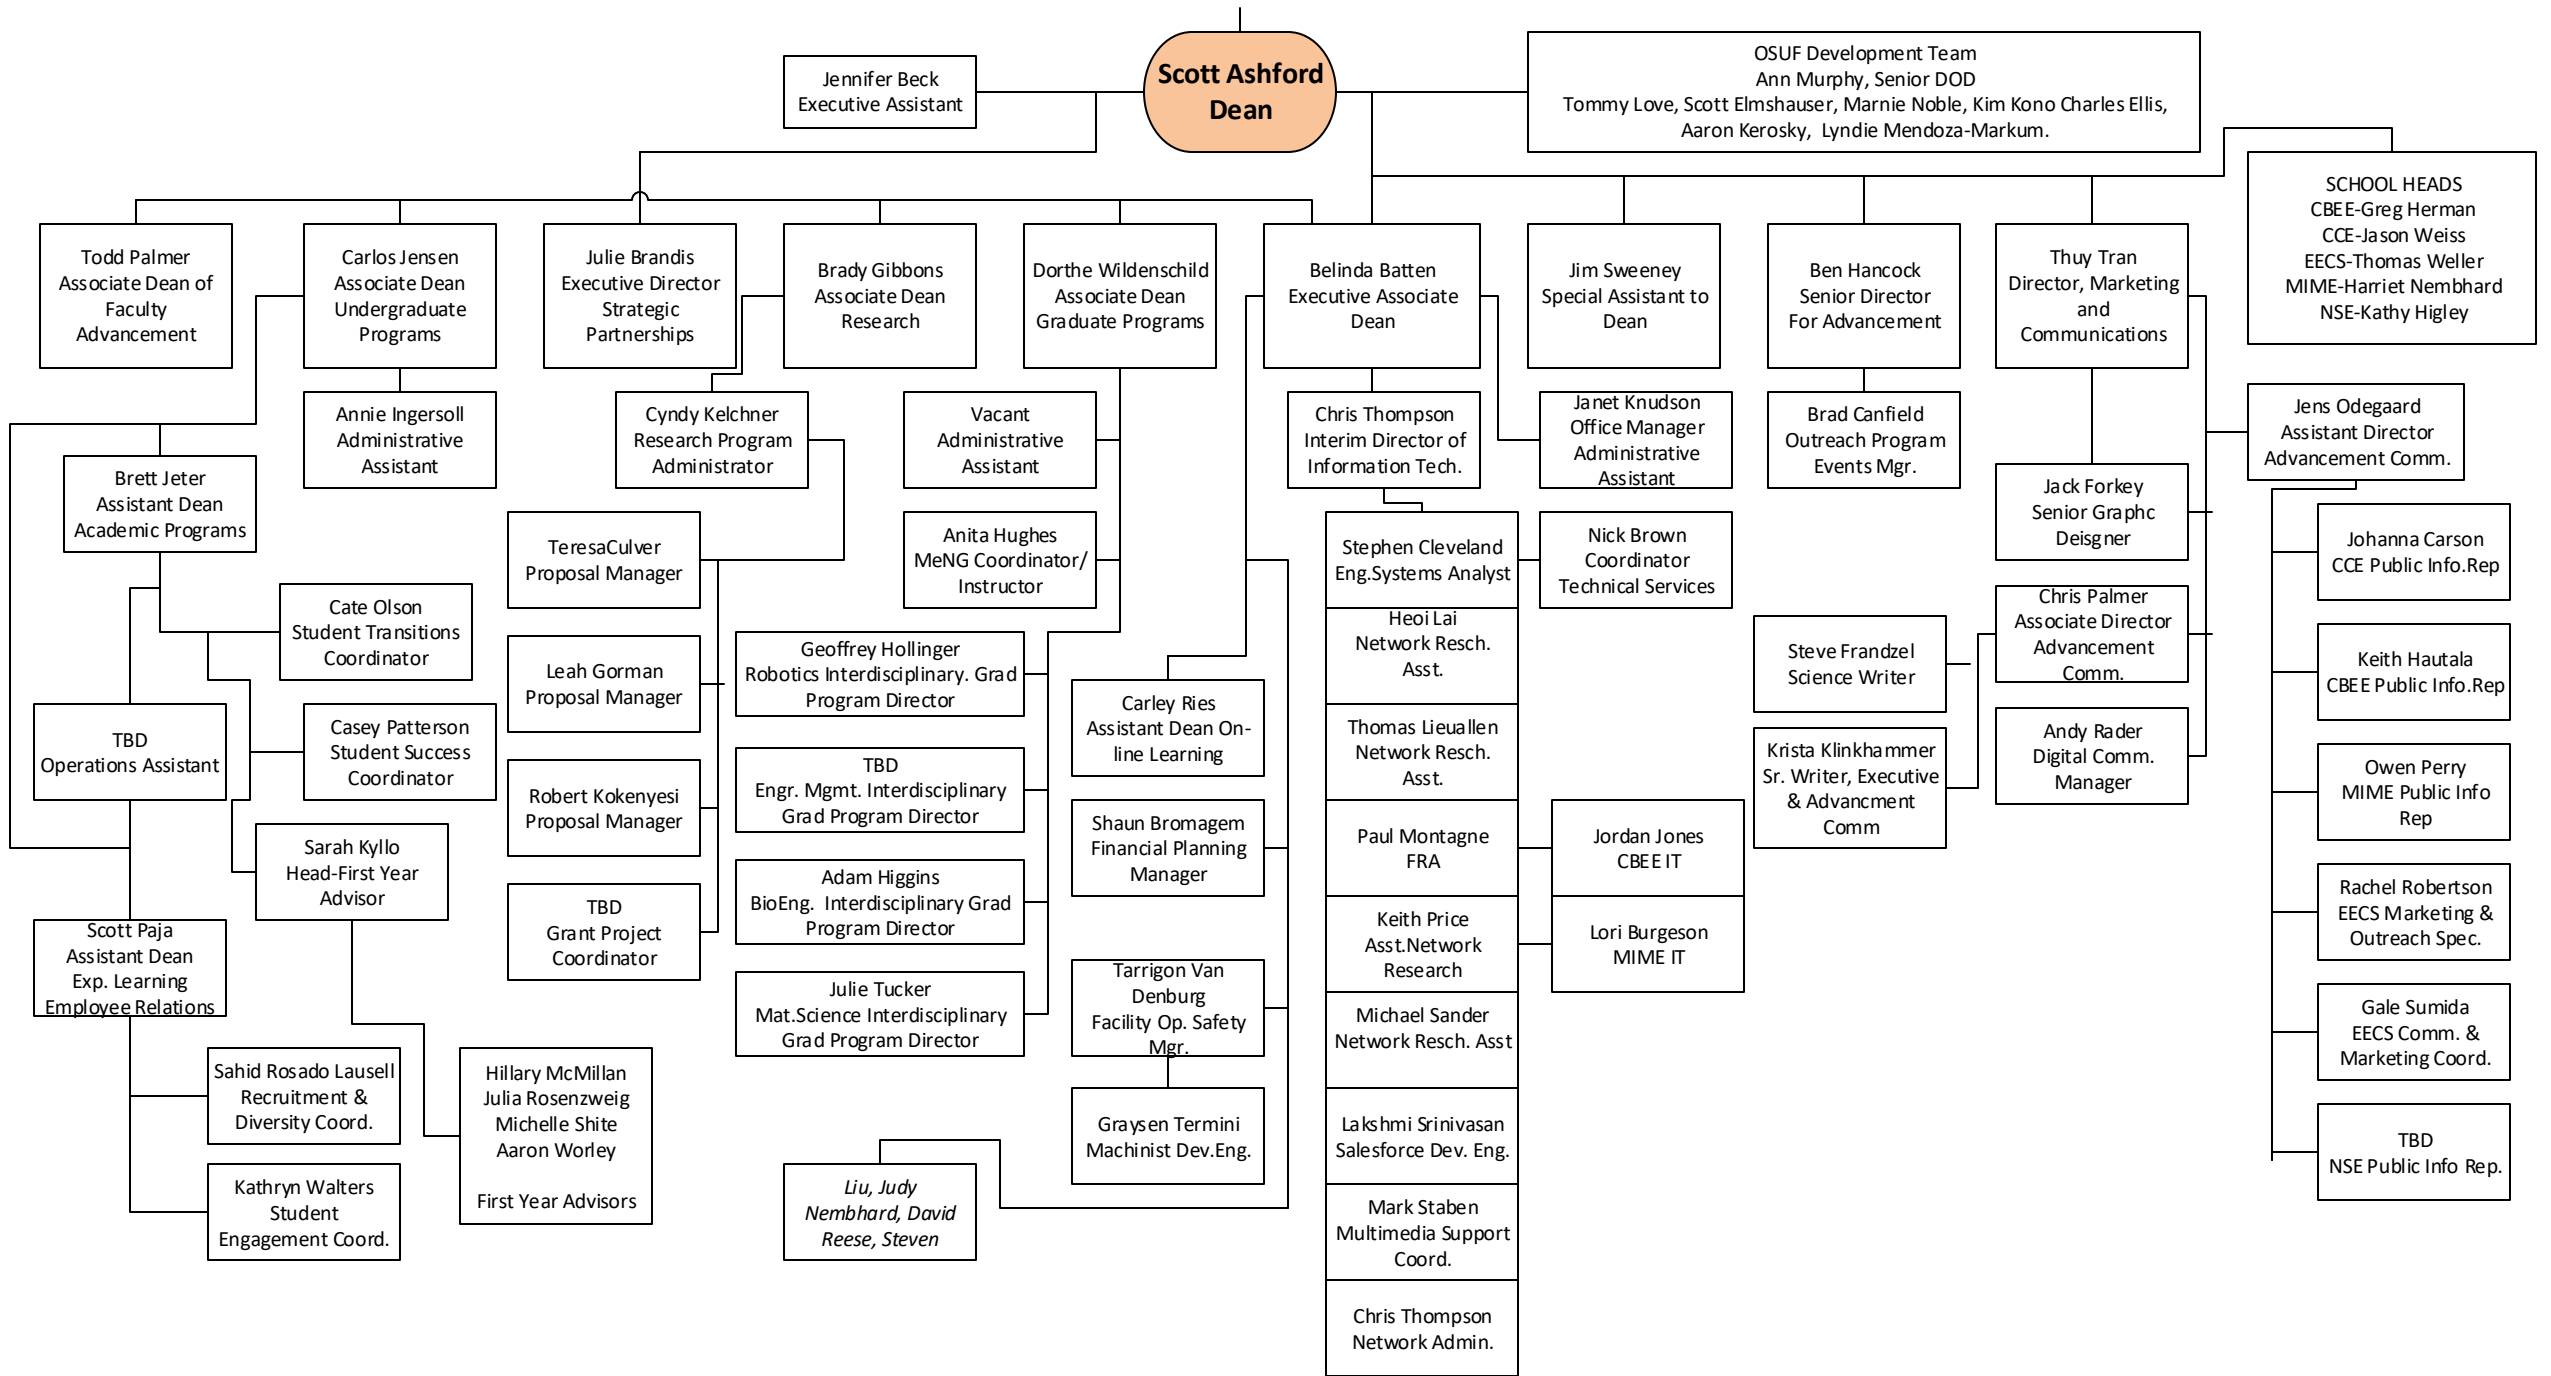 Scott Ashford
Dean
Jennifer Beck
Executive Assistant
OSUF Development Team
Ann Murphy, Senior DOD
Tommy Love, Scott Elmshauser, Marnie Noble, Kim Kono Charles Ellis,
Aaron Kerosky, Lyndie Mendoza-Markum.
SCHOOL HEADS
CBEE-Greg Herman
CCE-Jason Weiss
EECS-Thomas Weller
MIME-Harriet Nembhard
NSE-Kathy Higley
Todd Palmer
Associate Dean of
Faculty
Advancement
Carlos Jensen
Associate Dean
Undergraduate
Programs
Julie Brandis
Executive Director
Strategic
Partnerships
Brady Gibbons
Associate Dean
Research
Dorthe Wildenschild
Associate Dean
Graduate Programs
Belinda Batten
Executive Associate
Dean
Jim Sweeney
Special Assistant to
Dean
Ben Hancock
Senior Director
For Advancement
Thuy Tran
Director, Marketing
and
Communications
Annie Ingersoll
Administrative
Assistant
Cyndy Kelchner
Research Program
Administrator
Vacant
Administrative
Assistant
Chris Thompson
Interim Director of
Information Tech.
Janet Knudson
Office Manager
Administrative
Assistant
Brad Canfield
Outreach Program
Events Mgr.
Jens Odegaard
Assistant Director
Advancement Comm.
Brett Jeter
Assistant Dean
Academic Programs
Jack Forkey
Senior Graphc
Deisgner
TeresaCulver
Proposal Manager
Anita Hughes
MeNG Coordinator/
Instructor
Stephen Cleveland
Eng.Systems Analyst
Nick Brown
Coordinator
Technical Services
Johanna Carson
CCE Public Info.Rep
Cate Olson
Student Transitions
Coordinator
Heoi Lai
Network Resch.
Asst.
Chris Palmer
Associate Director
Advancement
Comm.
Steve Frandzel
Science Writer
Keith Hautala
CBEE Public Info.Rep
Leah Gorman
Proposal Manager
Geoffrey Hollinger
Robotics Interdisciplinary. Grad
Program Director
Carley Ries
Assistant Dean On-
line Learning
TBD
Operations Assistant
Casey Patterson
Student Success
Coordinator
Thomas Lieuallen
Network Resch.
Asst.
Krista Klinkhammer
Sr. Writer, Executive
& Advancment
Comm
Andy Rader
Digital Comm.
Manager
Owen Perry
MIME Public Info
Rep
Robert Kokenyesi
Proposal Manager
TBD
Engr. Mgmt. Interdisciplinary
Grad Program Director
Shaun Bromagem
Financial Planning
Manager
Paul Montagne
FRA
Jordan Jones
CBEE IT
Sarah Kyllo
Head-First Year
Advisor
Adam Higgins
BioEng. Interdisciplinary Grad
Program Director
Rachel Robertson
EECS Marketing &
Outreach Spec.
TBD
Grant Project
Coordinator
Keith Price
Asst.Network
Research
Lori Burgeson
MIME IT
Scott Paja
Assistant Dean
Exp. Learning
Employee Relations
Julie Tucker
Mat.Science Interdisciplinary
Grad Program Director
Tarrigon Van
Denburg
Facility Op. Safety
Mgr.
Michael Sander
Network Resch. Asst
Gale Sumida
EECS Comm. &
Marketing Coord.
Sahid Rosado Lausell
Recruitment &
Diversity Coord.
Hillary McMillan
Julia Rosenzweig
Michelle Shite
Aaron Worley
First Year Advisors
Graysen Termini
Machinist Dev.Eng.
Lakshmi Srinivasan
Salesforce Dev. Eng.
TBD
NSE Public Info Rep.
Kathryn Walters
Student
Engagement Coord.
Liu, Judy
Nembhard, David
Reese, Steven
Mark Staben
Multimedia Support
Coord.
Chris Thompson
Network Admin.